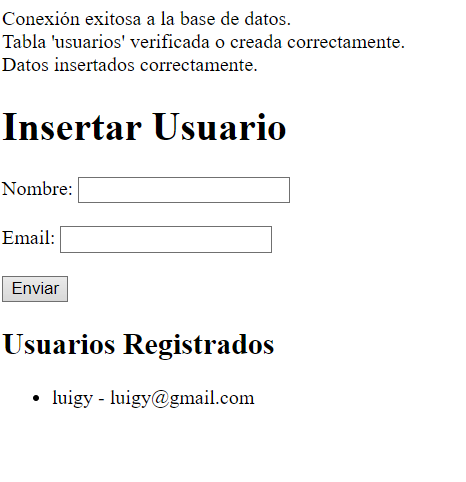 Conexión exitosa a la base de datos.
Tabla 'usuarios' verificada o creada correctamente.
Datos insertados correctamente.
Insertar Usuario
Nombre:
Email:
Enviar
Usuarios Registrados
• luigy - luigy@gmail.com